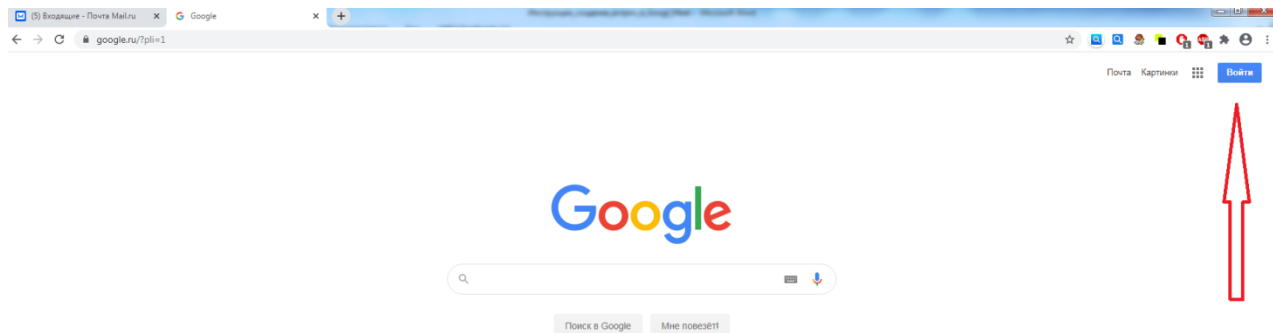 (5) Входящие - Почта Mail.ru
Google
google.ru/?pli=1
Почта Картинки Войти
Google
Поиск в Google Мне повезёт!